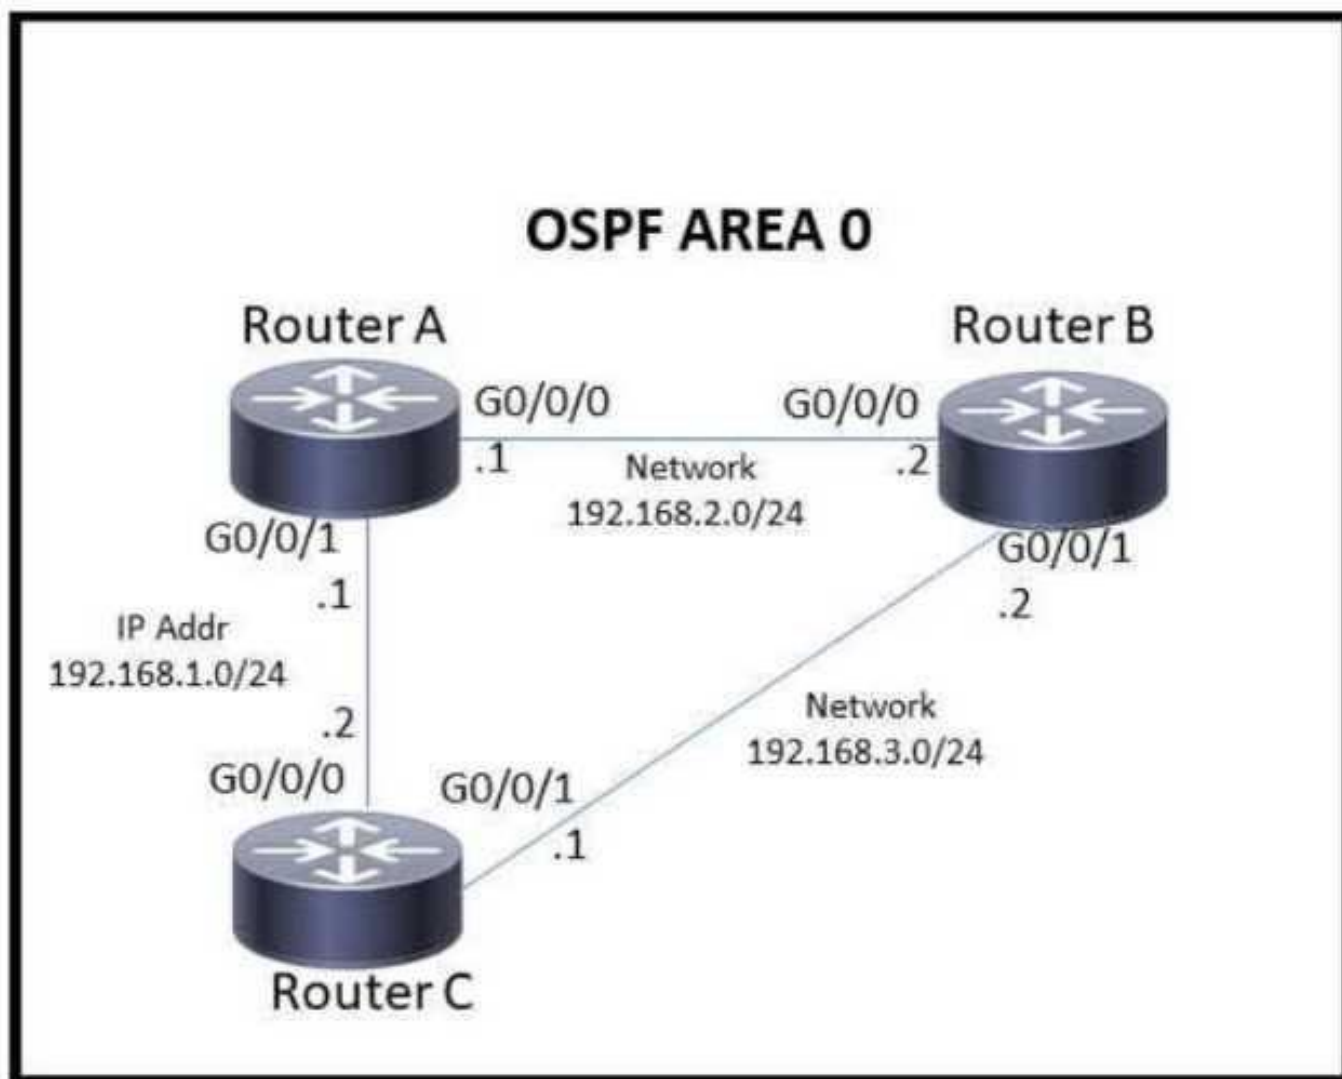 OSPF AREA 0
Router A
Router B
G0/0/0
G0/0/0
.1
Network
.2
192.168.2.0/24
G0/0/1
G0/0/1
.1
.2
IP Addr
192.168.1.0/24
.2
Network
192.168.3.0/24
G0/0/0
G0/0/1
.1
Router C